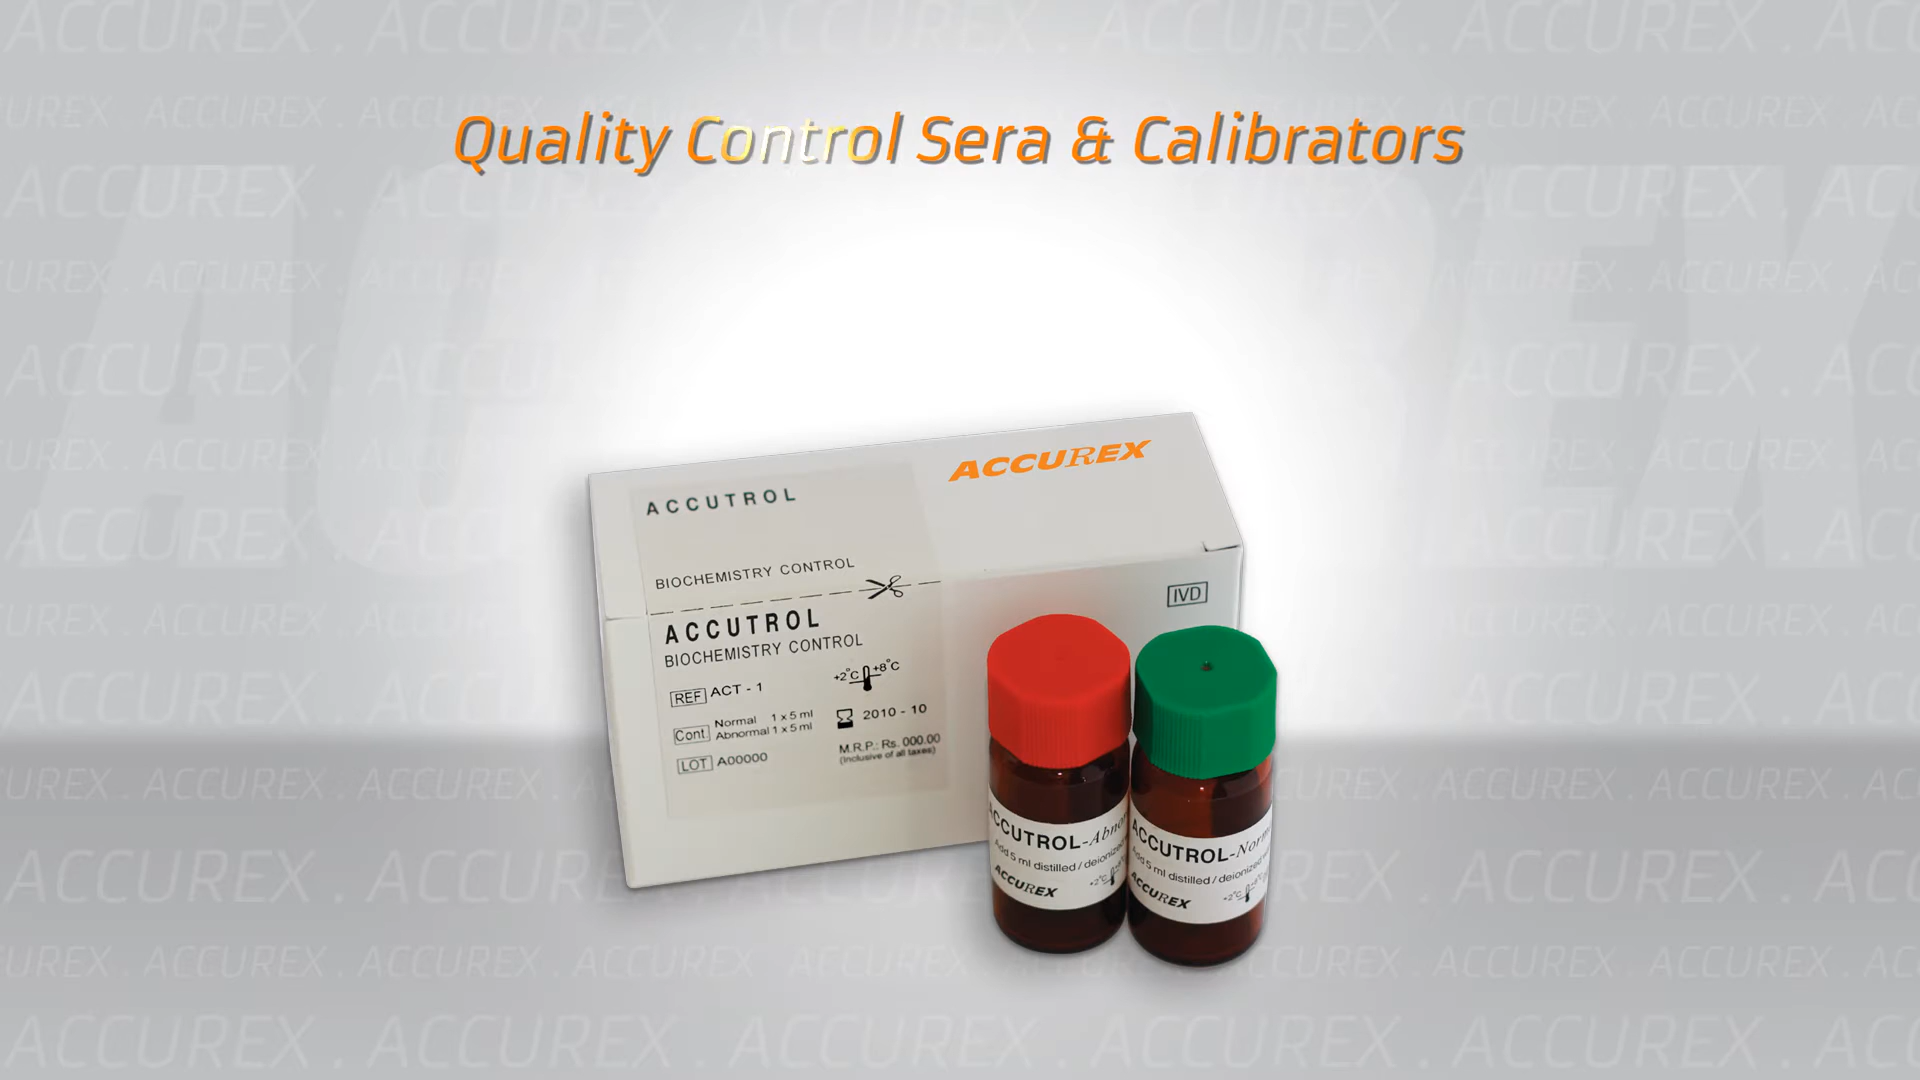 Quality Control Sera & Calibrators
ACCUREX
ACCUTROL
BIOCHEMISTRY CONTROL
ACCUTROL
BIOCHEMISTRY CONTROL
+2°C +8°C
REF ACT - 1
Cont. Normal 1 x 5 ml
Abnormal 1 x 5 ml
2010 - 10
LOT A00000
M.R.P.: Rs. 000.00
(Inclusive of all taxes)
IVD
ACCUTROL-Abno
Add 5 ml distilled / deionized
ACCUREX
ACCUTROL-Norm
Add 5 ml distilled / deionized
ACCUREX